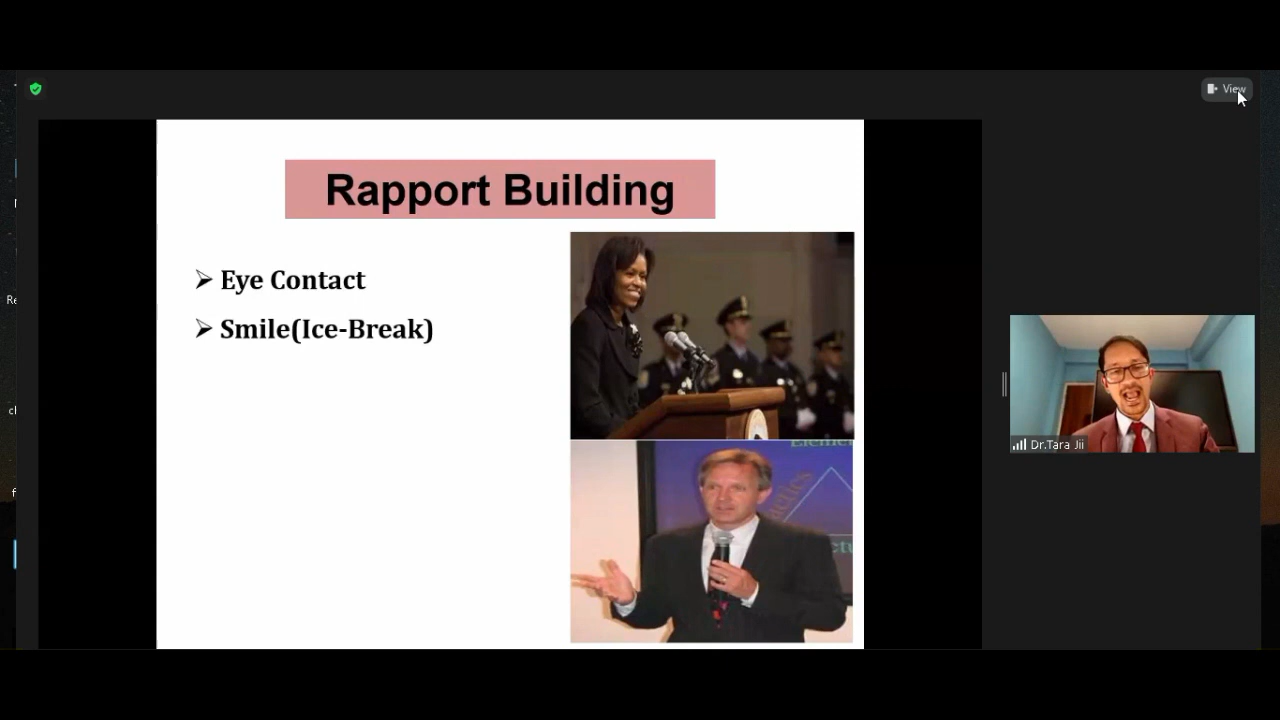 View
Rapport Building
➢ Eye Contact
➢ Smile(Ice-Break)
Dr.Tara Jii